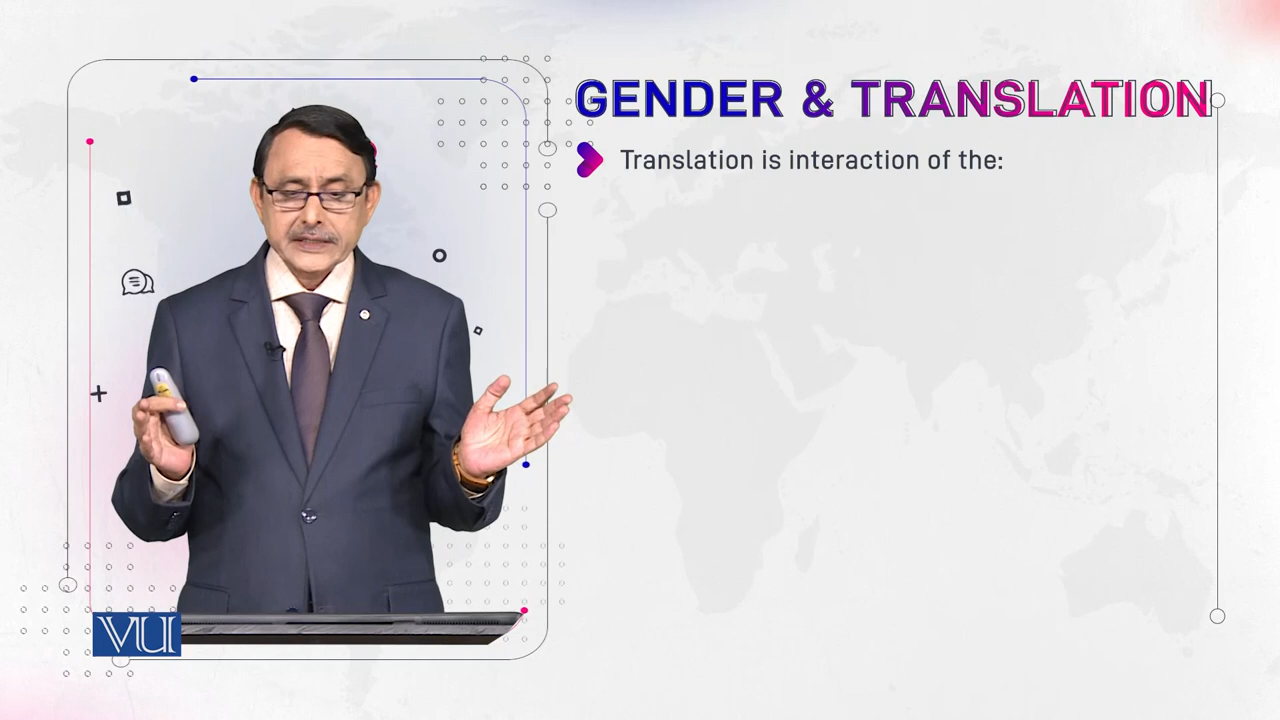 GENDER & TRANSLATION
Translation is interaction of the:
VU